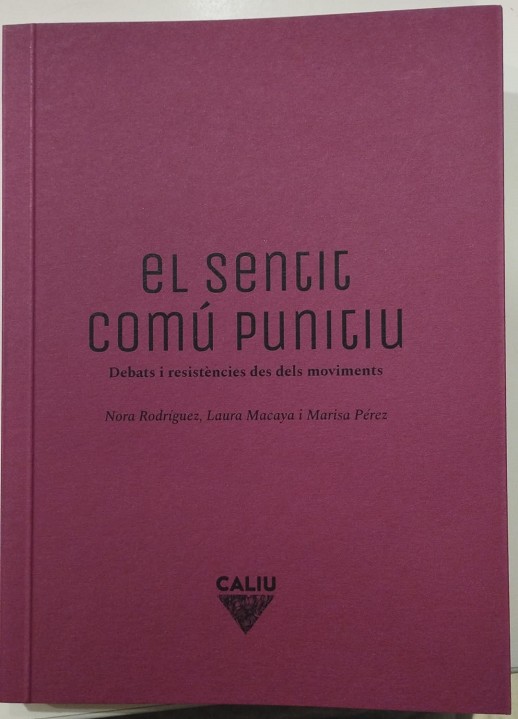 el sentit
comú punitiu
Debats i resistències des dels moviments
Nora Rodríguez, Laura Macaya i Marisa Pérez
CALIU